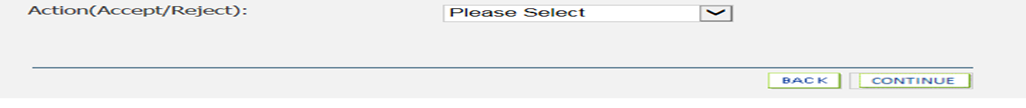 Action(Accept/Reject): Please Select
BACK CONTINUE